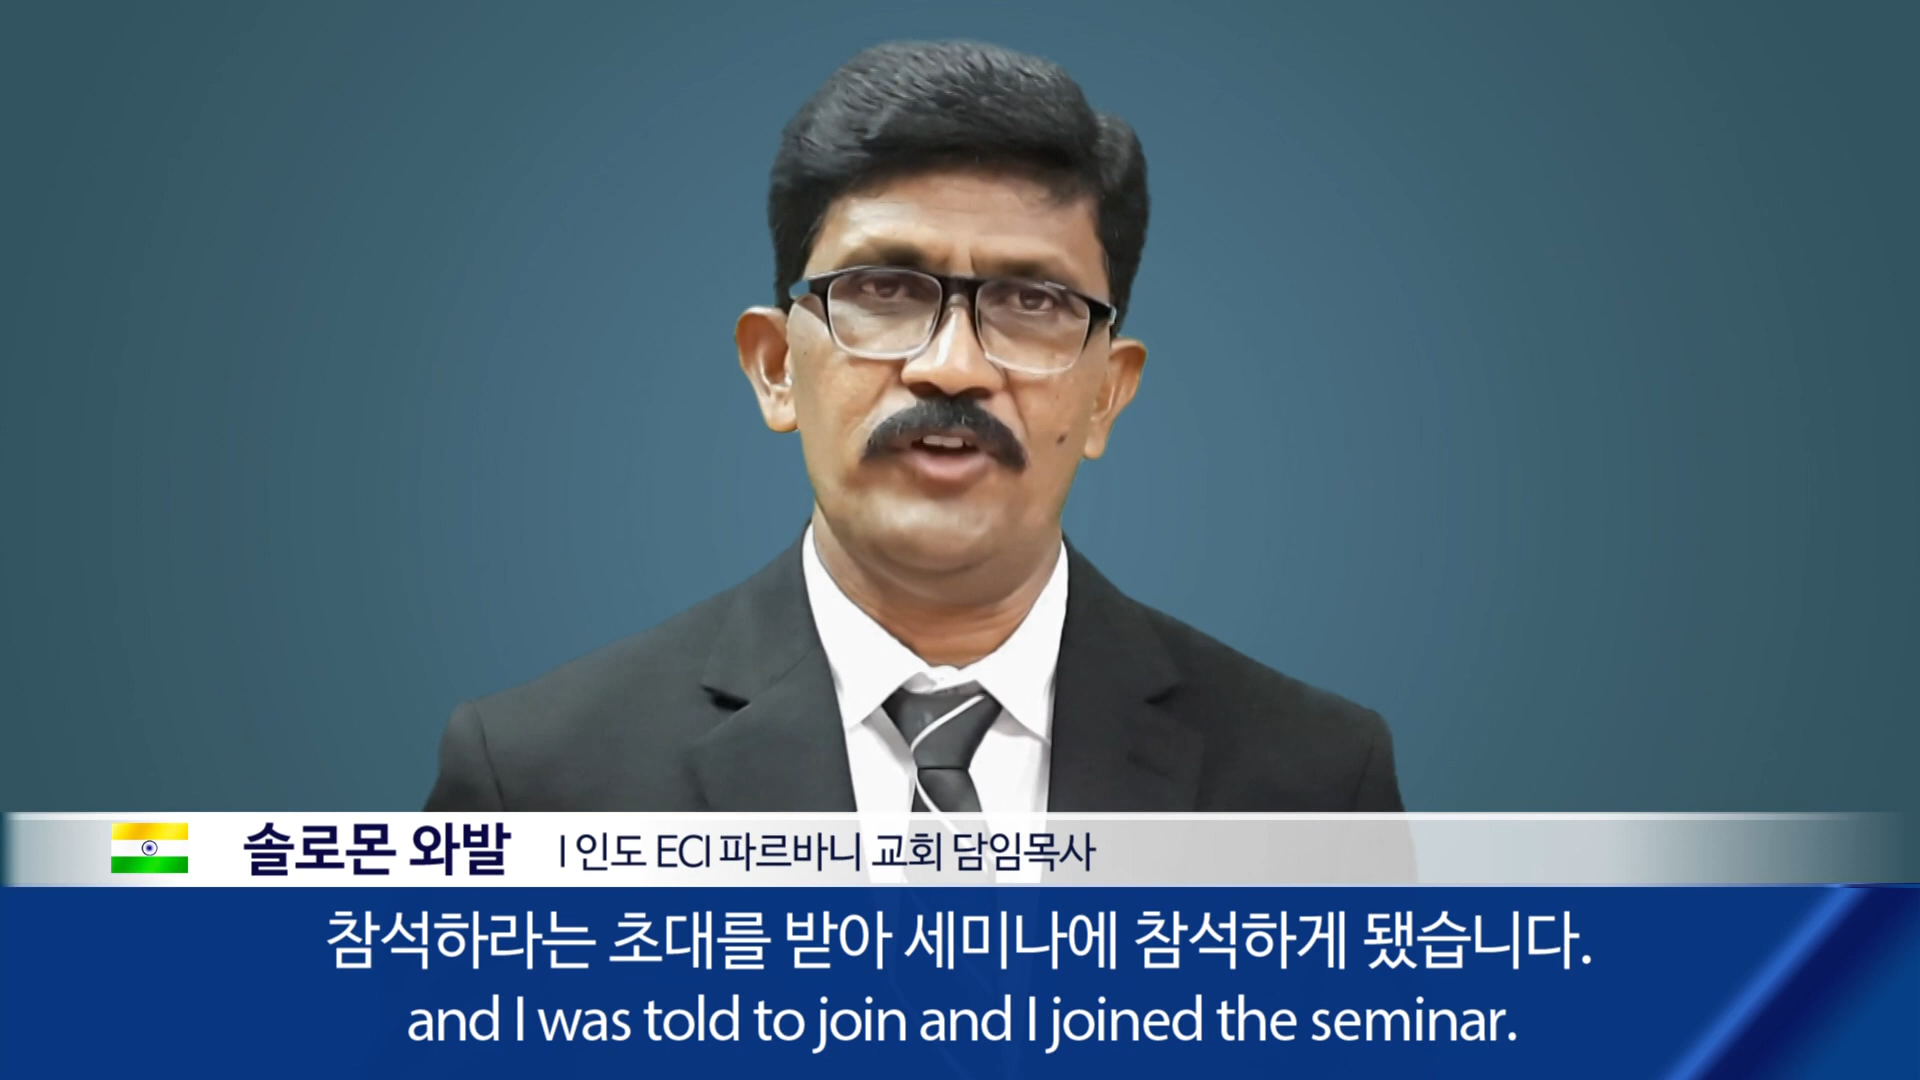 솔로몬 와발 | 인도 ECI 파르바니 교회 담임목사
참석하라는 초대를 받아 세미나에 참석하게 됐습니다.
and I was told to join and I joined the seminar.